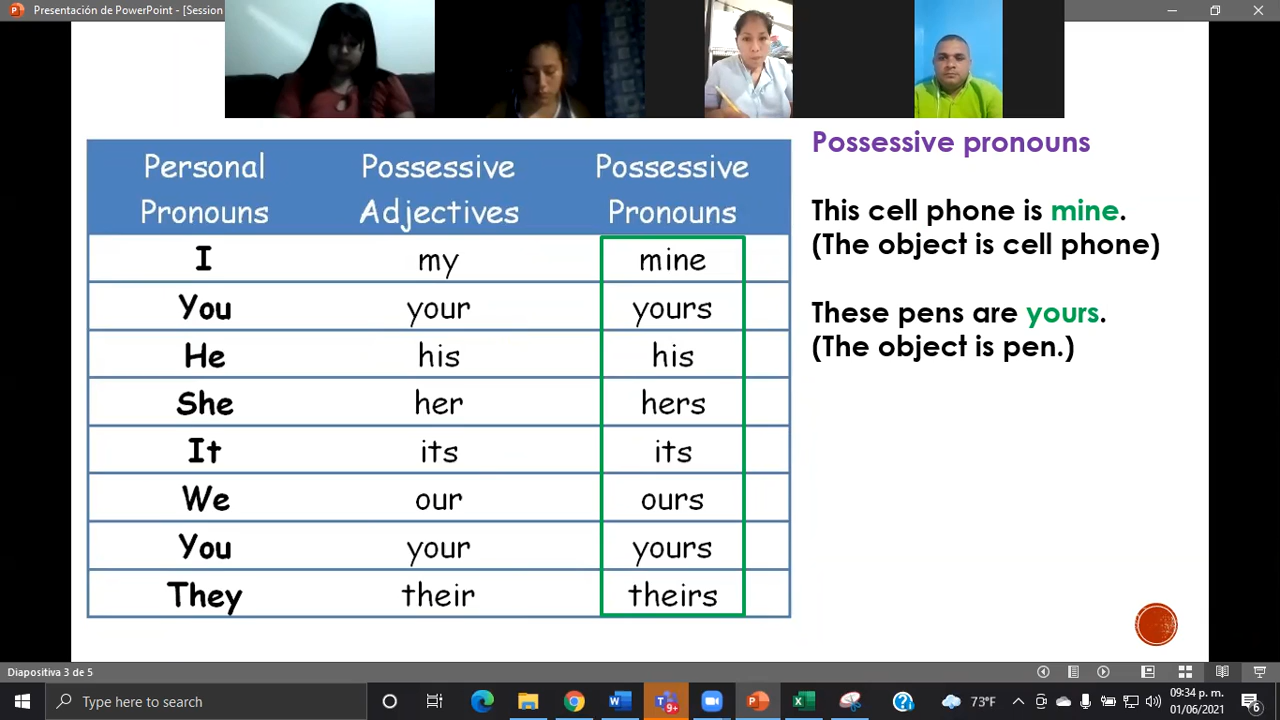 Presentación de PowerPoint - [Session
Personal Possessive Possessive
Pronouns Adjectives Pronouns
I my mine
You your yours
He his his
She her hers
It its its
We our ours
You your yours
They their theirs
Possessive pronouns
This cell phone is mine.
(The object is cell phone)
These pens are yours.
(The object is pen.)
Diapositiva 3 de 5
Type here to search
9+
73°F
09:34 p. m.
01/06/2021
6